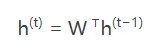 h⁽ᵗ⁾ = W ᵀh⁽ᵗ⁻¹⁾